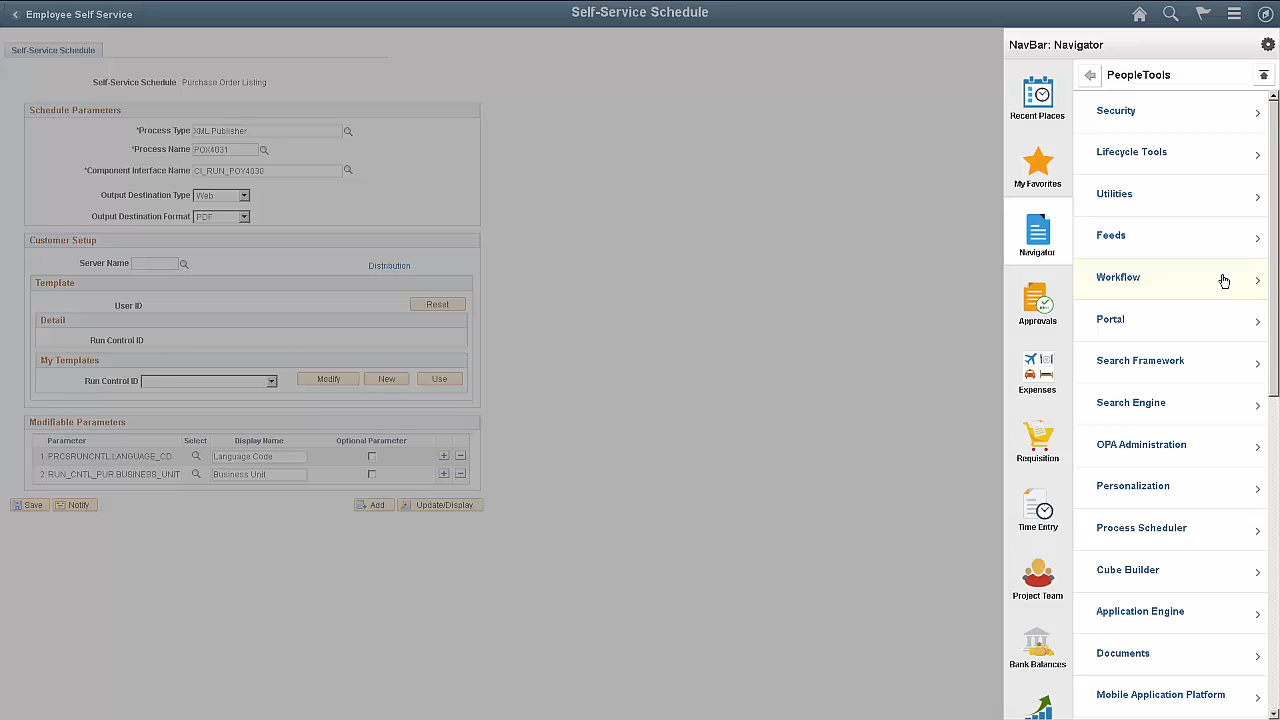 Employee Self Service
Self-Service Schedule
Self-Service Schedule
Self-Service Schedule Purchase Order Listing
Schedule Parameters
*Process Type XML Publisher
*Process Name POX4031
*Component Interface Name CI_RUN_POY4030
Output Destination Type Web
Output Destination Format PDF
Customer Setup
Server Name
Distribution
Template
User ID
Reset
Detail
Run Control ID
My Templates
Run Control ID
Modify New Use
Modifiable Parameters
Parameter Select Display Name Optional Parameter
1 PRCSRUNCNTL.LANGUAGE_CD Language Code
2 RUN_CNTL_PUR.BUSINESS_UNIT Business Unit
Save Notify Add Update/Display
NavBar: Navigator
Recent Places
My Favorites
Navigator
Approvals
Expenses
Requisition
Time Entry
Project Team
Bank Balances
PeopleTools
Security
Lifecycle Tools
Utilities
Feeds
Workflow
Portal
Search Framework
Search Engine
OPA Administration
Personalization
Process Scheduler
Cube Builder
Application Engine
Documents
Mobile Application Platform